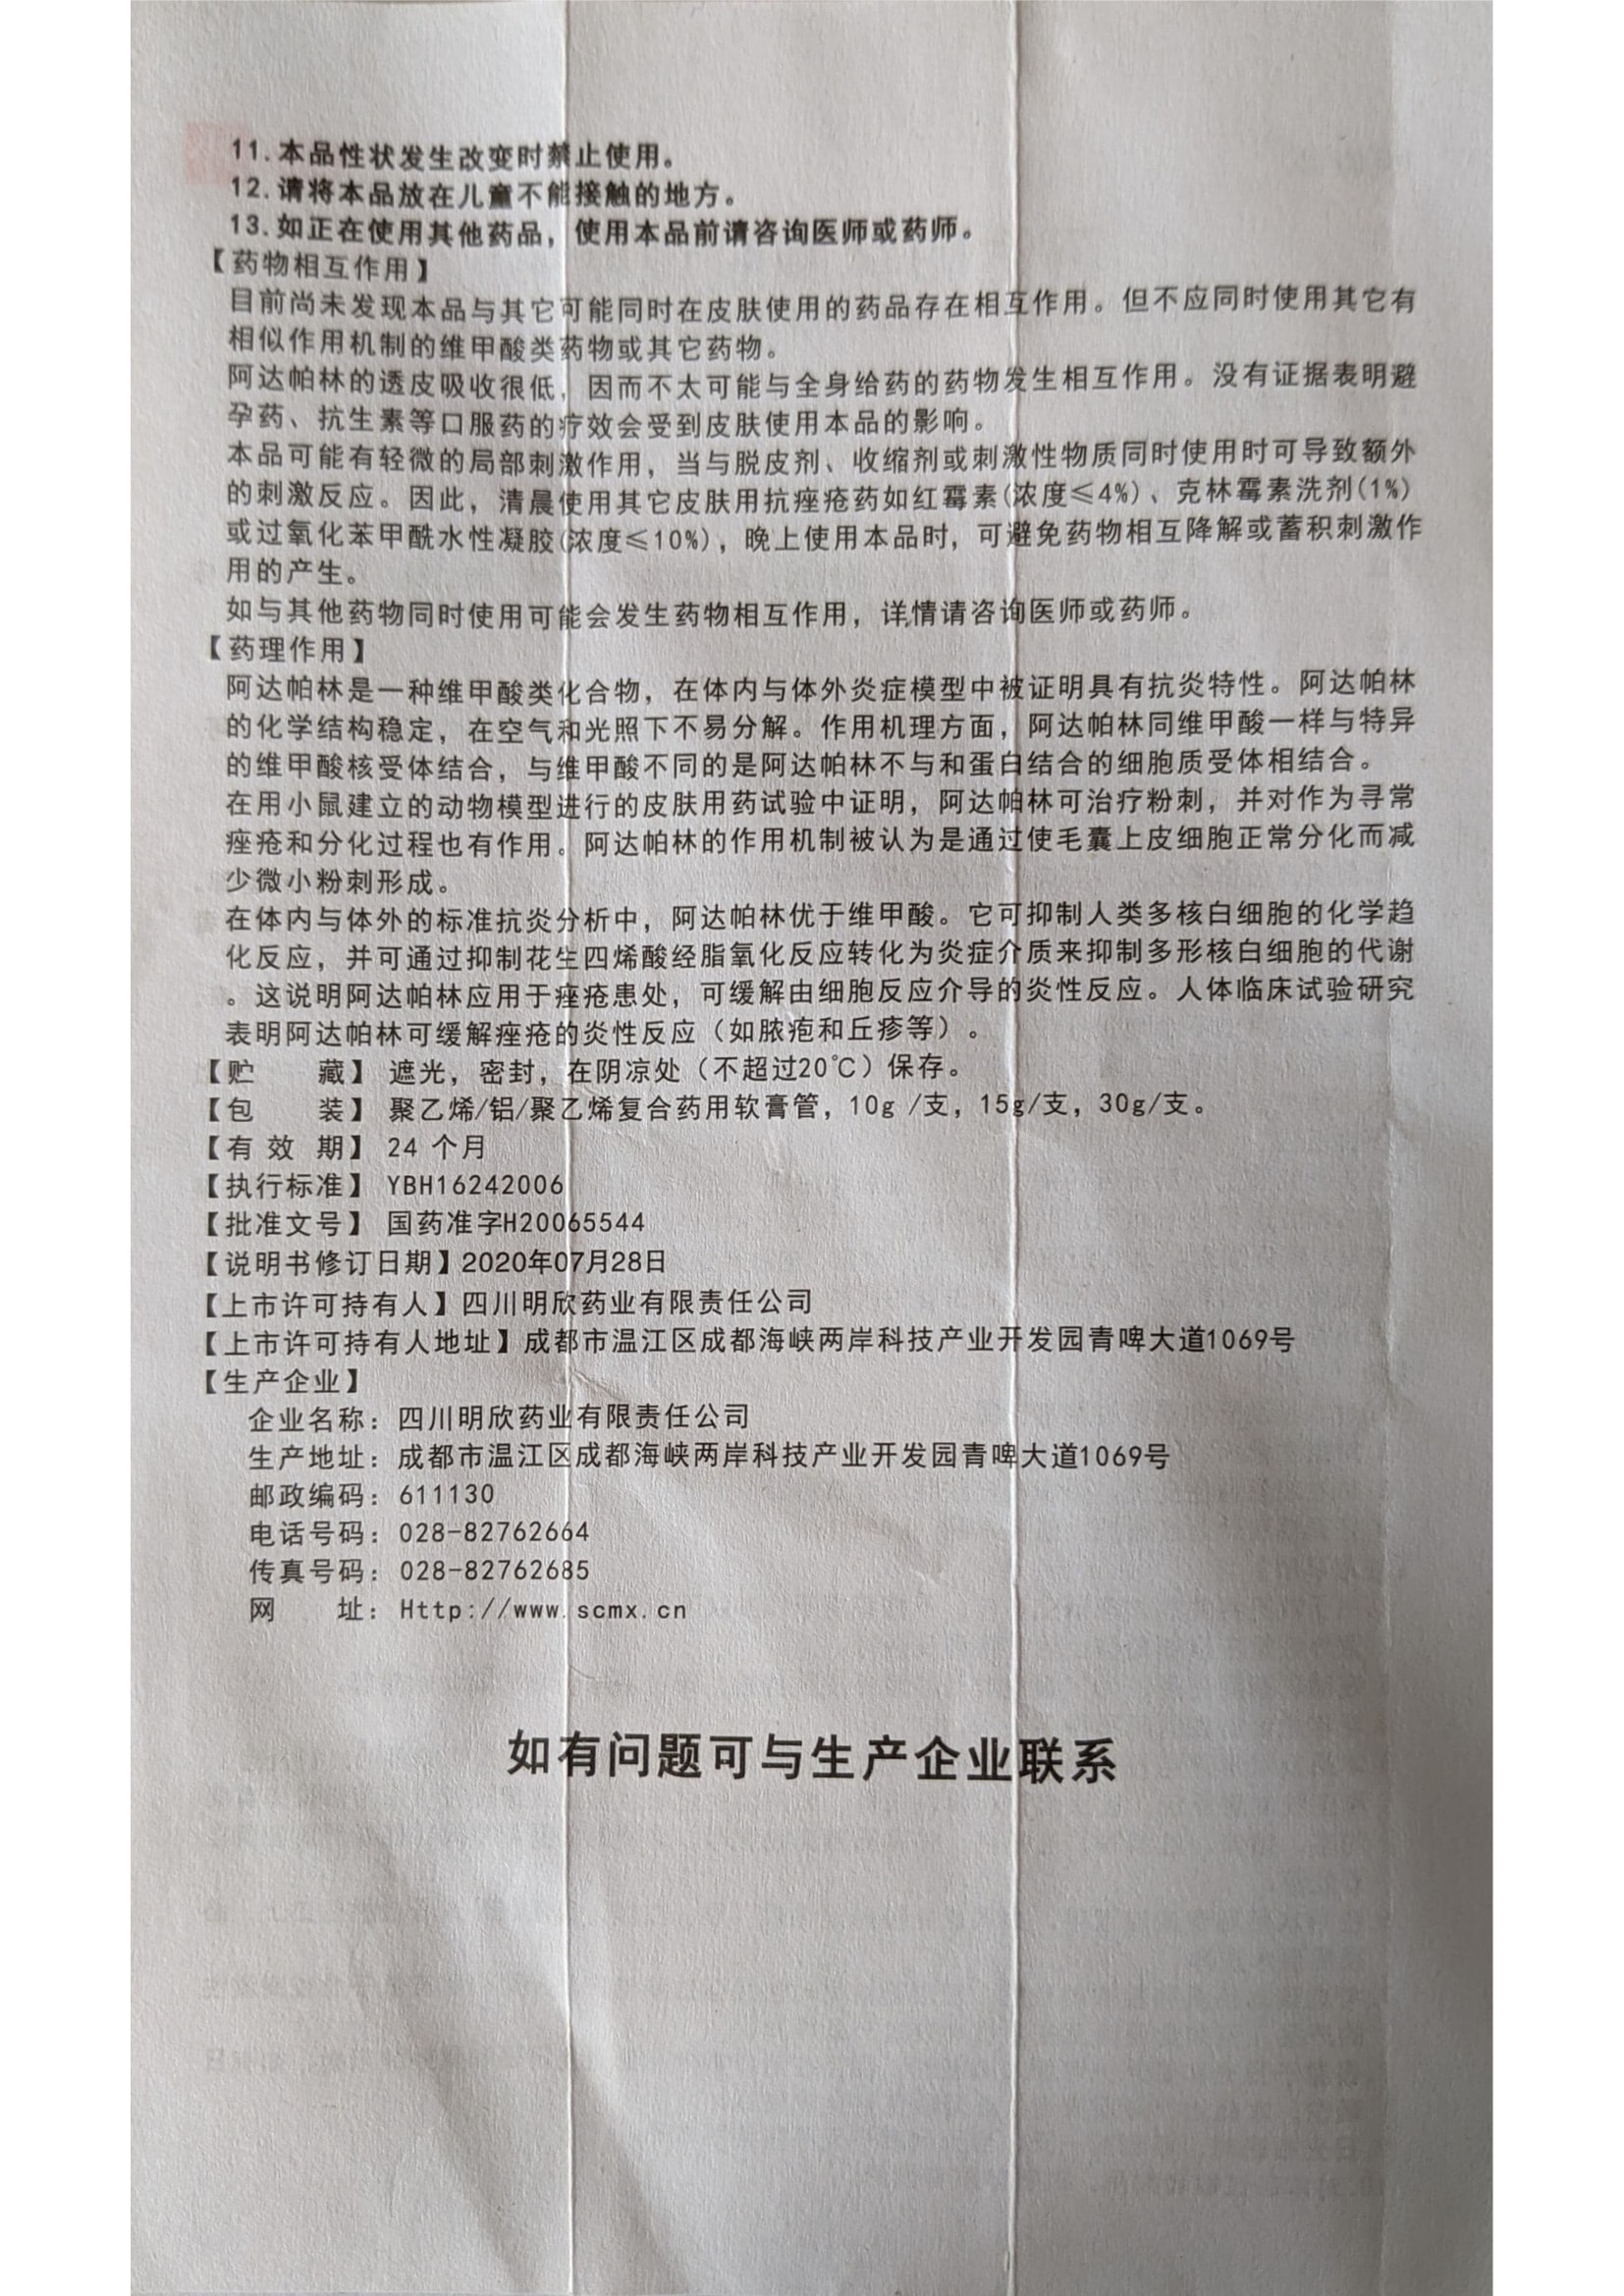 11.本品性状发生改变时禁止使用。
12.请将本品放在儿童不能接触的地方。
13.如正在使用其他药品，使用本品前请咨询医师或药师。
【药物相互作用】
目前尚未发现本品与其它可能同时在皮肤使用的药品存在相互作用。但不应同时使用其它有
相似作用机制的维甲酸类药物或其它药物。
阿达帕林的透皮吸收很低，因而不太可能与全身给药的药物发生相互作用。没有证据表明避
孕药、抗生素等口服药的疗效会受到皮肤使用本品的影响。
本品可能有轻微的局部刺激作用，当与脱皮剂、收缩剂或刺激性物质同时使用时可导致额外
的刺激反应。因此，清晨使用其它皮肤用抗痤疮药如红霉素(浓度≤4%)、克林霉素洗剂(1%)
或过氧化苯甲酰水性凝胶(浓度≤10%)，晚上使用本品时，可避免药物相互降解或蓄积刺激作
用的产生。
如与其他药物同时使用可能会发生药物相互作用，详情请咨询医师或药师。
【药理作用】
阿达帕林是一种维甲酸类化合物，在体内与体外炎症模型中被证明具有抗炎特性。阿达帕林
的化学结构稳定，在空气和光照下不易分解。作用机理方面，阿达帕林同维甲酸一样与特异
的维甲酸核受体结合，与维甲酸不同的是阿达帕林不与和蛋白结合的细胞质受体相结合。
在用小鼠建立的动物模型进行的皮肤用药试验中证明，阿达帕林可治疗粉刺，并对作为寻常
痤疮和分化过程也有作用。阿达帕林的作用机制被认为是通过使毛囊上皮细胞正常分化而减
少微小粉刺形成。
在体内与体外的标准抗炎分析中，阿达帕林优于维甲酸。它可抑制人类多核白细胞的化学趋
化反应，并可通过抑制花生四烯酸经脂氧化反应转化为炎症介质来抑制多形核白细胞的代谢
。这说明阿达帕林应用于痤疮患处，可缓解由细胞反应介导的炎性反应。人体临床试验研究
表明阿达帕林可缓解痤疮的炎性反应（如脓疱和丘疹等）。
【贮　　藏】 遮光，密封，在阴凉处（不超过20℃）保存。
【包　　装】 聚乙烯/铝/聚乙烯复合药用软膏管，10g /支，15g/支，30g/支。
【有 效 期】 24 个月
【执行标准】 YBH16242006
【批准文号】 国药准字H20065544
【说明书修订日期】2020年07月28日
【上市许可持有人】四川明欣药业有限责任公司
【上市许可持有人地址】成都市温江区成都海峡两岸科技产业开发园青啤大道1069号
【生产企业】
企业名称：四川明欣药业有限责任公司
生产地址：成都市温江区成都海峡两岸科技产业开发园青啤大道1069号
邮政编码：611130
电话号码：028-82762664
传真号码：028-82762685
网　　址：Http://www.scmx.cn
如有问题可与生产企业联系